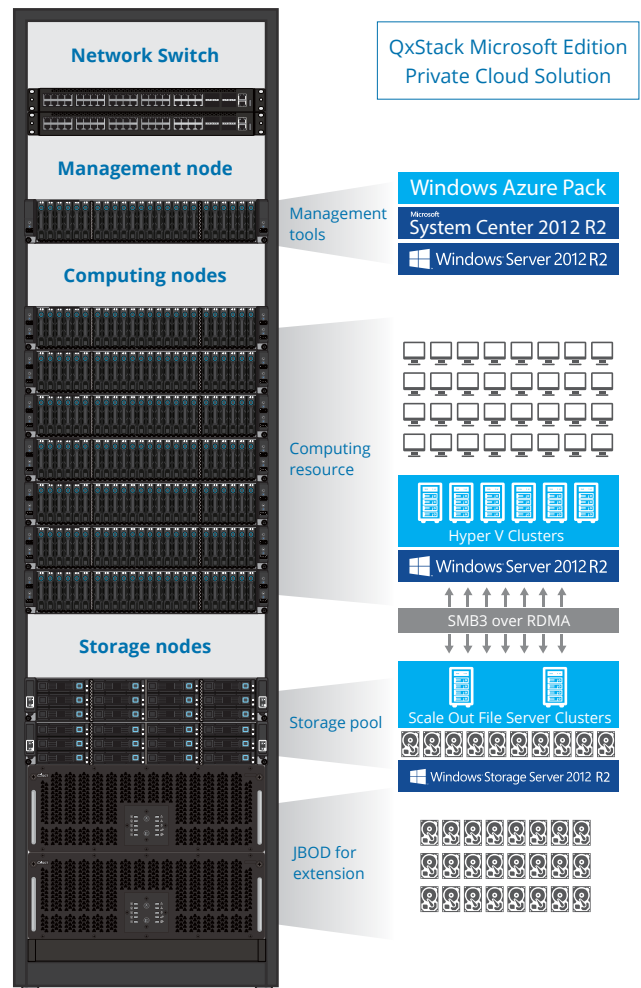 QxStack Microsoft Edition
Private Cloud Solution
Network Switch
Management node
Management
tools
Windows Azure Pack
Microsoft
System Center 2012 R2
Windows Server 2012 R2
Computing nodes
Computing
resource
Hyper V Clusters
Windows Server 2012 R2
SMB3 over RDMA
Storage nodes
Storage pool
Scale Out File Server Clusters
Windows Storage Server 2012 R2
JBOD for
extension